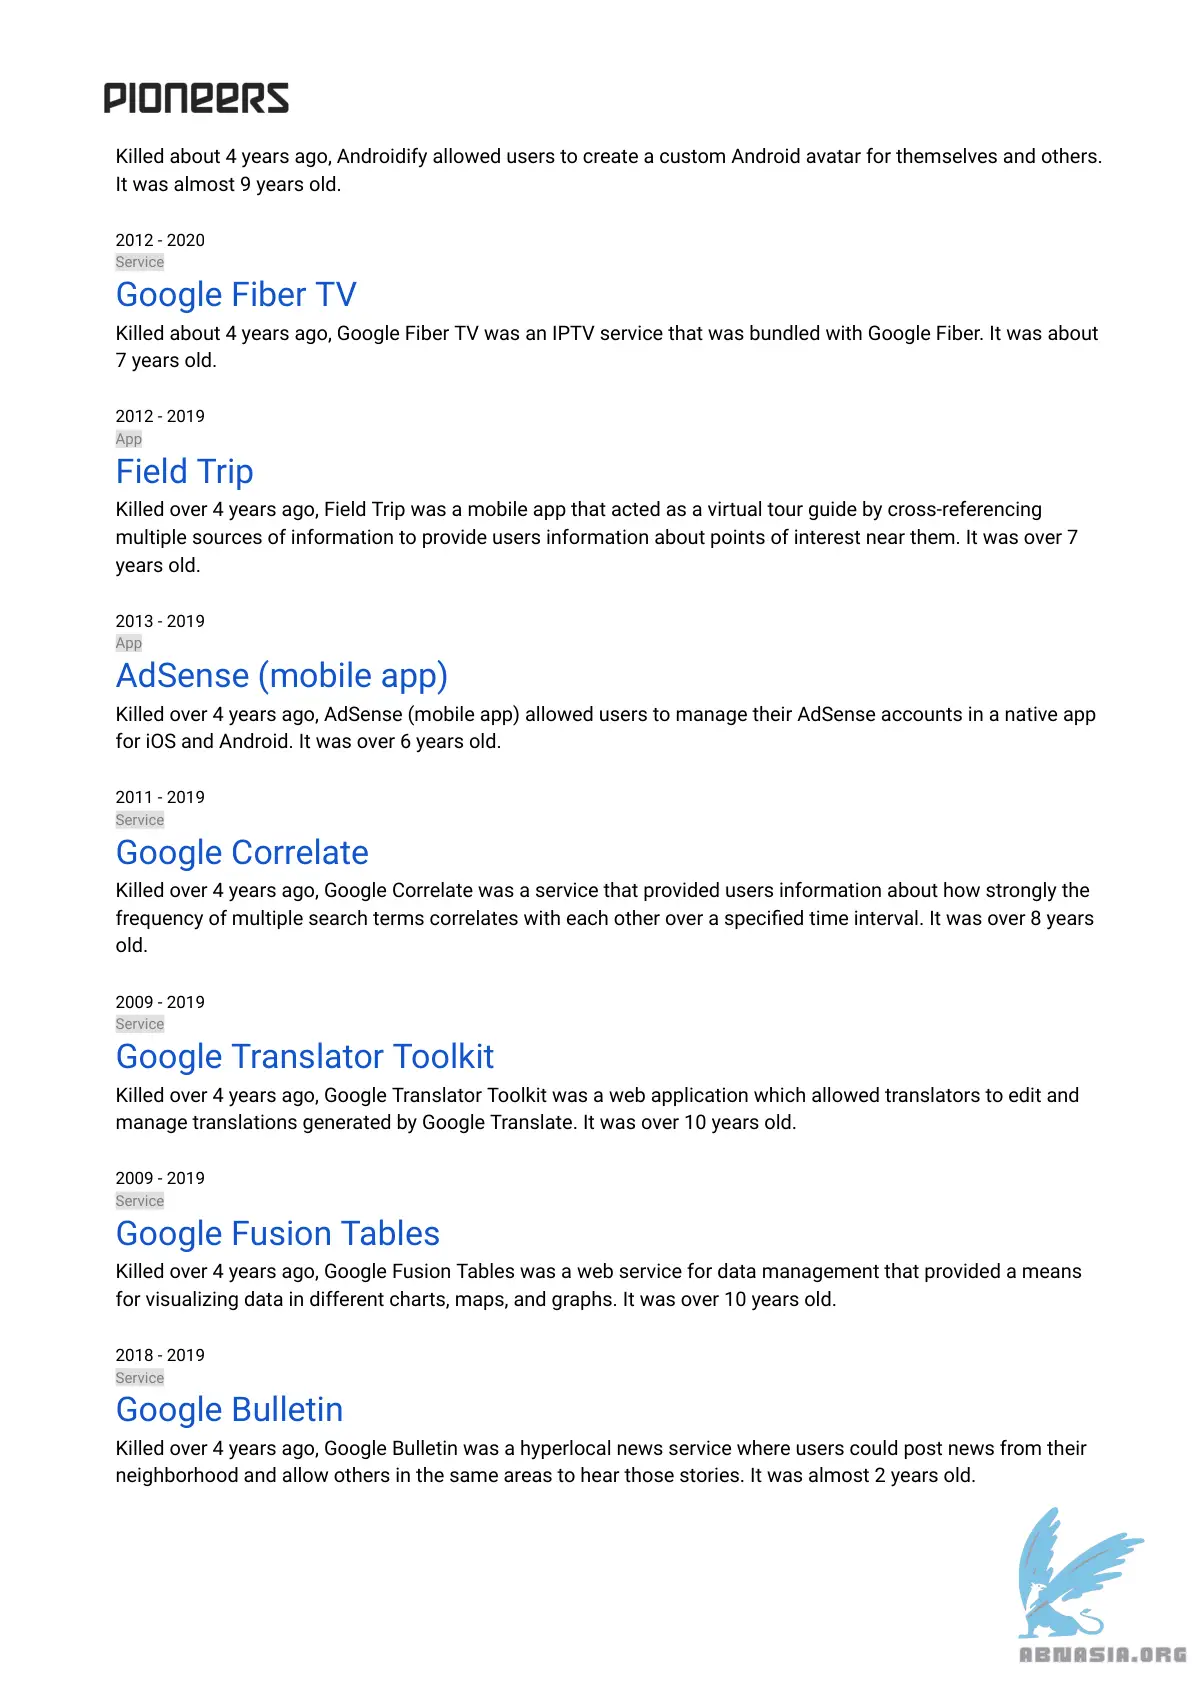 PIONEERS
Killed about 4 years ago, Androidify allowed users to create a custom Android avatar for themselves and others.
It was almost 9 years old.
2012 - 2020
Service
Google Fiber TV
Killed about 4 years ago, Google Fiber TV was an IPTV service that was bundled with Google Fiber. It was about
7 years old.
2012 - 2019
App
Field Trip
Killed over 4 years ago, Field Trip was a mobile app that acted as a virtual tour guide by cross-referencing
multiple sources of information to provide users information about points of interest near them. It was over 7
years old.
2013 - 2019
App
AdSense (mobile app)
Killed over 4 years ago, AdSense (mobile app) allowed users to manage their AdSense accounts in a native app
for iOS and Android. It was over 6 years old.
2011 - 2019
Service
Google Correlate
Killed over 4 years ago, Google Correlate was a service that provided users information about how strongly the
frequency of multiple search terms correlates with each other over a specified time interval. It was over 8 years
old.
2009 - 2019
Service
Google Translator Toolkit
Killed over 4 years ago, Google Translator Toolkit was a web application which allowed translators to edit and
manage translations generated by Google Translate. It was over 10 years old.
2009 - 2019
Service
Google Fusion Tables
Killed over 4 years ago, Google Fusion Tables was a web service for data management that provided a means
for visualizing data in different charts, maps, and graphs. It was over 10 years old.
2018 - 2019
Service
Google Bulletin
Killed over 4 years ago, Google Bulletin was a hyperlocal news service where users could post news from their
neighborhood and allow others in the same areas to hear those stories. It was almost 2 years old.
ABNASIA.ORG